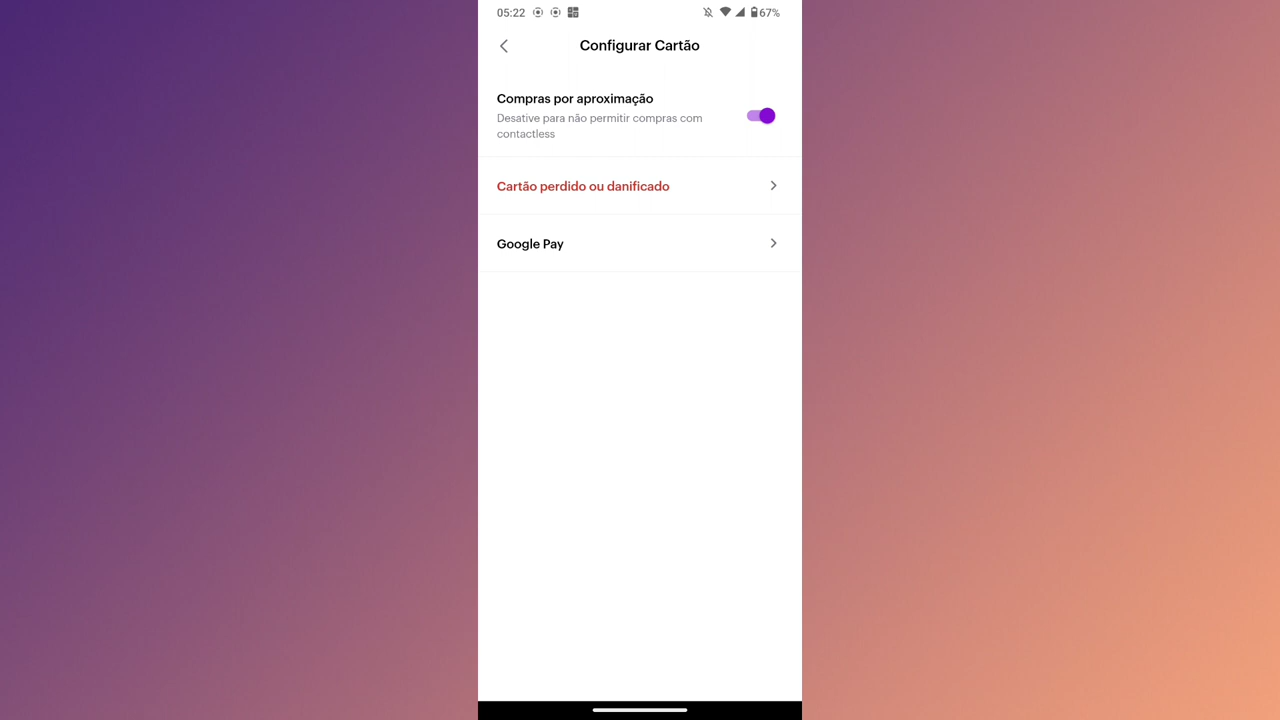 05:22
67%
Configurar Cartão
Compras por aproximação
Desative para não permitir compras com
contactless
Cartão perdido ou danificado
Google Pay